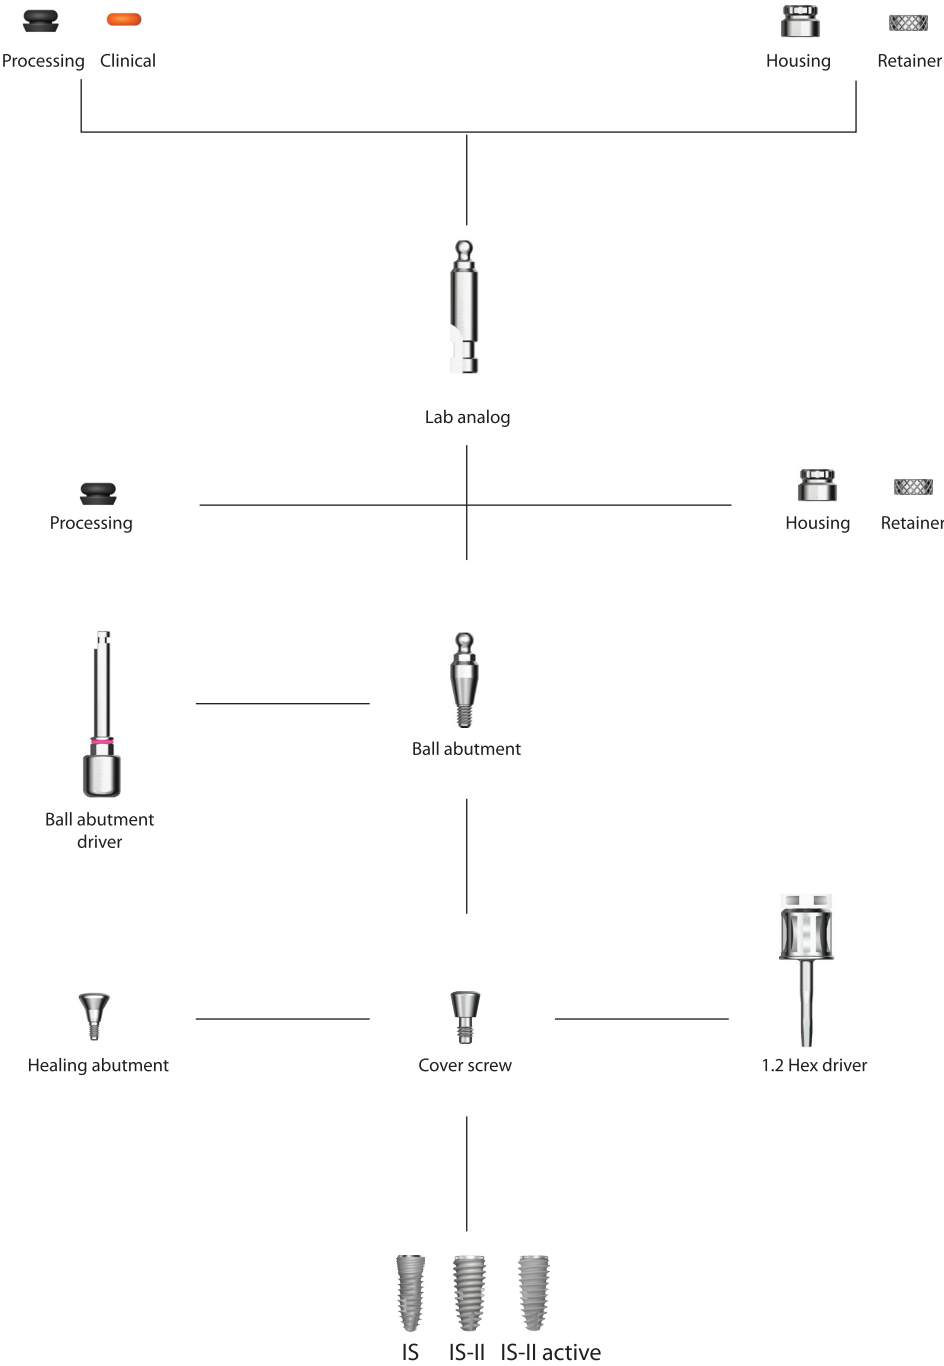 Processing Clinical Housing Retainer
Lab analog
Processing Housing Retainer
Ball abutment
Ball abutment
driver
Healing abutment Cover screw 1.2 Hex driver
IS IS-II IS-II active